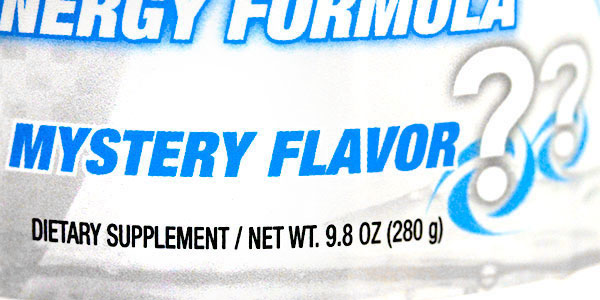 NERGY FORMULA
MYSTERY FLAVOR??
DIETARY SUPPLEMENT / NET WT. 9.8 OZ (280 g)